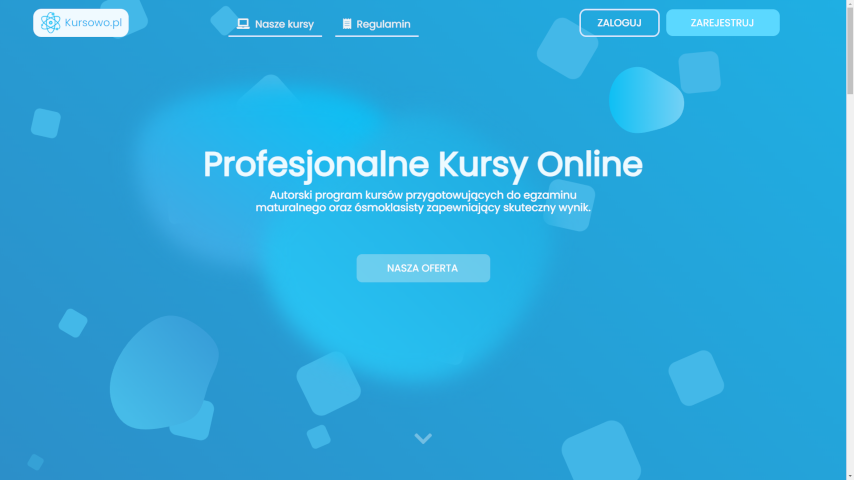 Kursowo.pl
Nasze kursy
Regulamin
ZALOGUJ
ZAREJESTRUJ
Profesjonalne Kursy Online
Autorski program kursów przygotowujących do egzaminu
maturalnego oraz ósmoklasisty zapewniający skuteczny wynik.
NASZA OFERTA